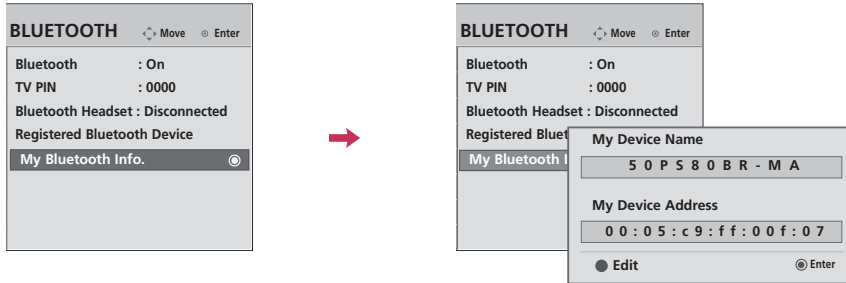 BLUETOOTH Move Enter
Bluetooth : On
TV PIN : 0000
Bluetooth Headset : Disconnected
Registered Bluetooth Device
My Bluetooth Info.
BLUETOOTH Move Enter
Bluetooth : On
TV PIN : 0000
Bluetooth Headset : Disconnected
Registered Bluet
My Bluetooth I
My Device Name
50PS80BR-MA
My Device Address
00:05:c9:ff:00f:07
Edit Enter